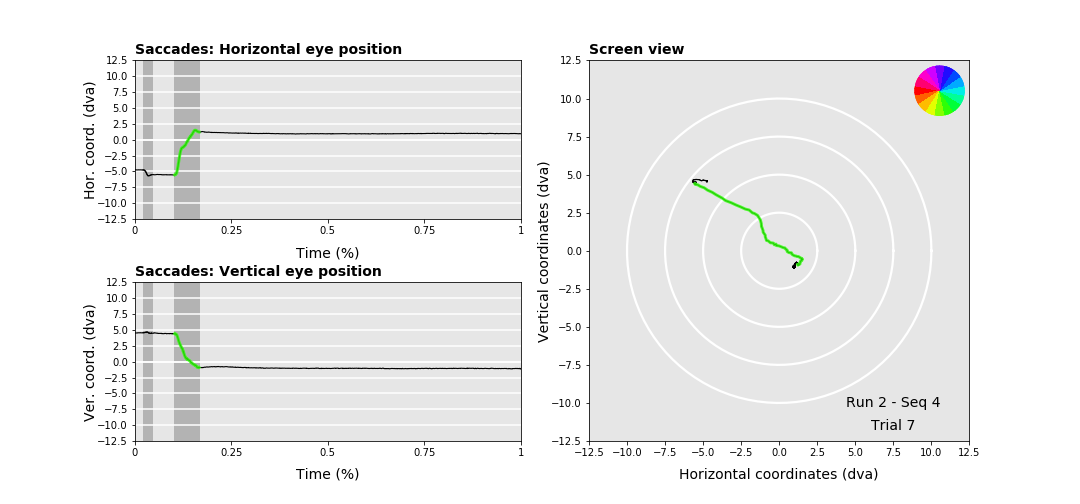 Saccades: Horizontal eye position
12.5
10.0
7.5
5.0
2.5
0.0
−2.5
−5.0
−7.5
−10.0
−12.5
Hor. coord. (dva)
0 0.25 0.5 0.75 1
Time (%)
Saccades: Vertical eye position
12.5
10.0
7.5
5.0
2.5
0.0
−2.5
−5.0
−7.5
−10.0
−12.5
Ver. coord. (dva)
0 0.25 0.5 0.75 1
Time (%)
Screen view
12.5
10.0
7.5
5.0
2.5
0.0
−2.5
−5.0
−7.5
−10.0
−12.5
Vertical coordinates (dva)
Run 2 - Seq 4
Trial 7
−12.5 −10.0 −7.5 −5.0 −2.5 0.0 2.5 5.0 7.5 10.0 12.5
Horizontal coordinates (dva)